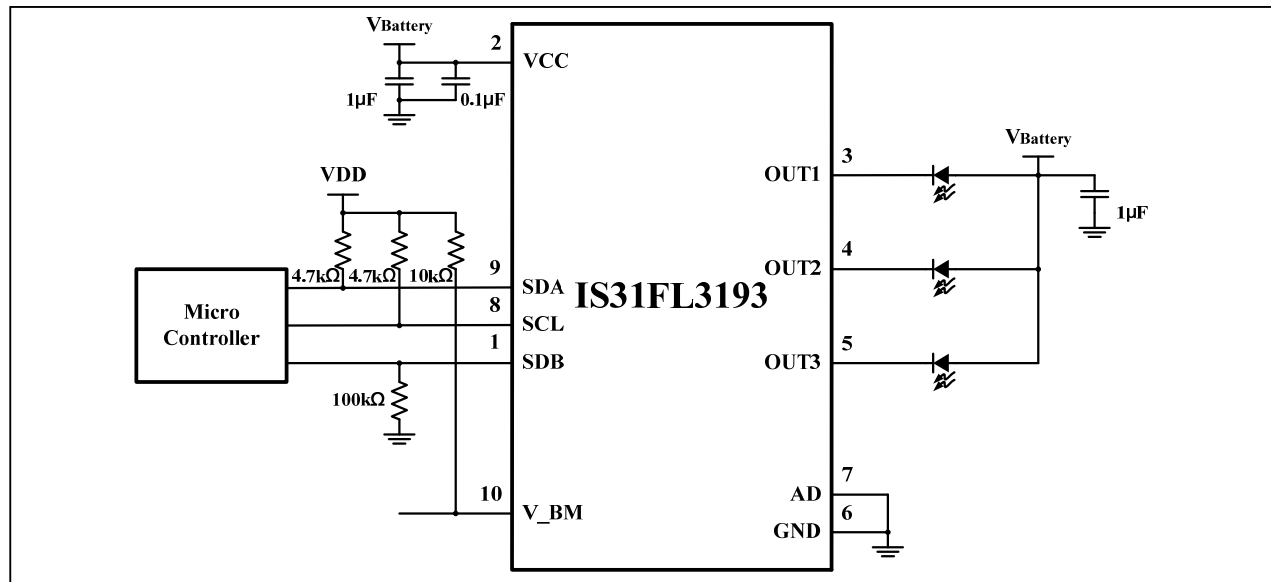 VBattery
2
VCC
1µF
0.1µF
VDD
4.7kΩ 4.7kΩ 10kΩ
Micro
Controller
9
SDA
8
SCL
1
SDB
100kΩ
10
V_BM
IS31FL3193
3
OUT1
4
OUT2
5
OUT3
VBattery
1µF
7
AD
6
GND